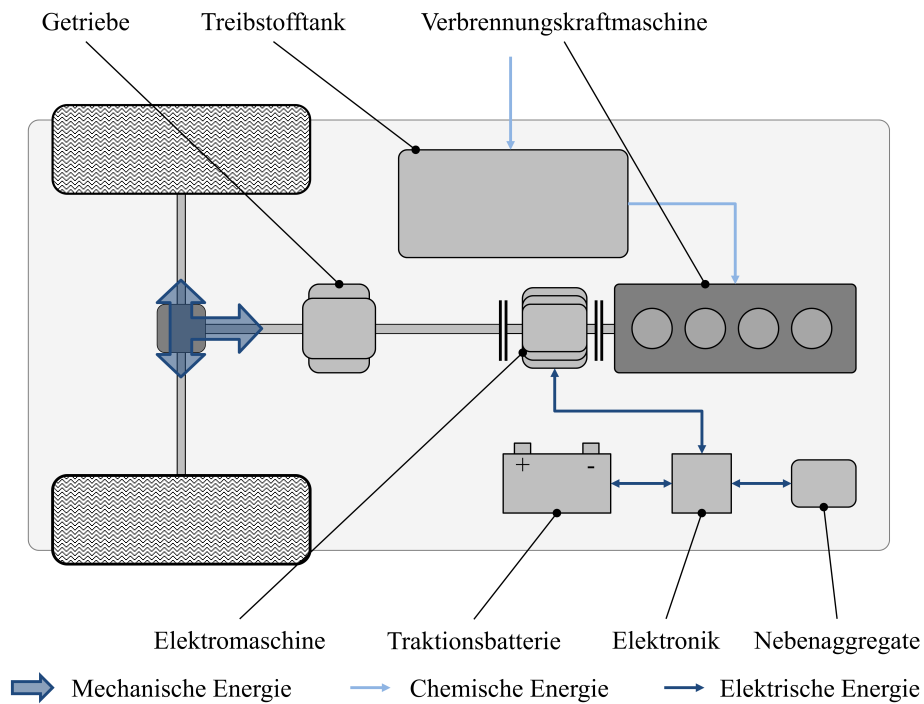 Getriebe
Treibstofftank
Verbrennungskraftmaschine
+ -
Elektromaschine
Traktionsbatterie
Elektronik
Nebenaggregate
Mechanische Energie
Chemische Energie
Elektrische Energie